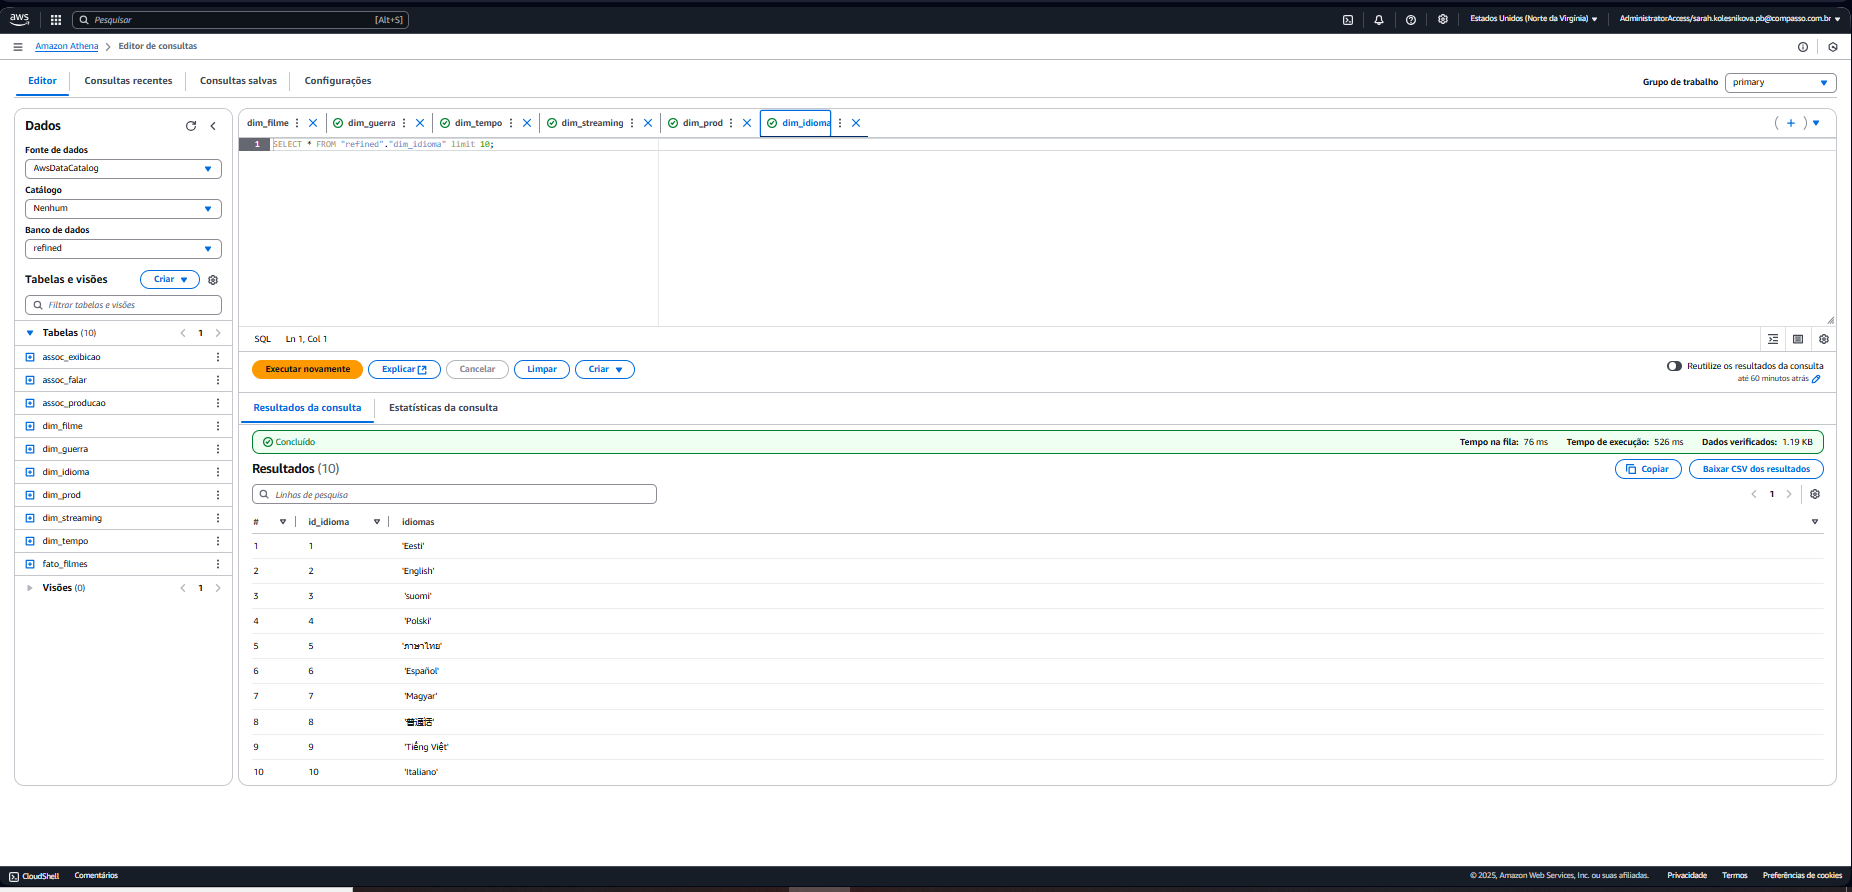 aws
Pesquisar [Alt+S]
Estados Unidos (Norte da Virgínia)
AdministratorAccess/sarah.kolesnikova.pb@compasso.com.br
Amazon Athena
Editor de consultas
Editor
Consultas recentes
Consultas salvas
Configurações
Grupo de trabalho
primary
Dados
Fonte de dados
AwsDataCatalog
Catálogo
Nenhum
Banco de dados
refined
Tabelas e visões
Criar
Filtrar tabelas e visões
Tabelas (10)
1
assoc_exibicao
assoc_falar
assoc_producao
dim_filme
dim_guerra
dim_idioma
dim_prod
dim_streaming
dim_tempo
fato_filmes
Visões (0)
1
dim_filme
dim_guerra
dim_tempo
dim_streaming
dim_prod
dim_idioma
1 SELECT * FROM "refined"."dim_idioma" limit 10;
SQL Ln 1, Col 1
Executar novamente
Explicar
Cancelar
Limpar
Criar
Reutilize os resultados da consulta
até 60 minutos atrás
Resultados da consulta
Estatísticas da consulta
Concluído
Tempo na fila: 76 ms
Tempo de execução: 526 ms
Dados verificados: 1.19 KB
Resultados (10)
Copiar
Baixar CSV dos resultados
Linhas de pesquisa
1
# id_idioma idiomas
1 1 'Eesti'
2 2 'English'
3 3 'suomi'
4 4 'Polski'
5 5 'ภาษาไทย'
6 6 'Español'
7 7 'Magyar'
8 8 '普通话'
9 9 'Tiếng Việt'
10 10 'Italiano'
CloudShell
Comentários
© 2025, Amazon Web Services, Inc. ou suas afiliadas.
Privacidade
Termos
Preferências de cookies